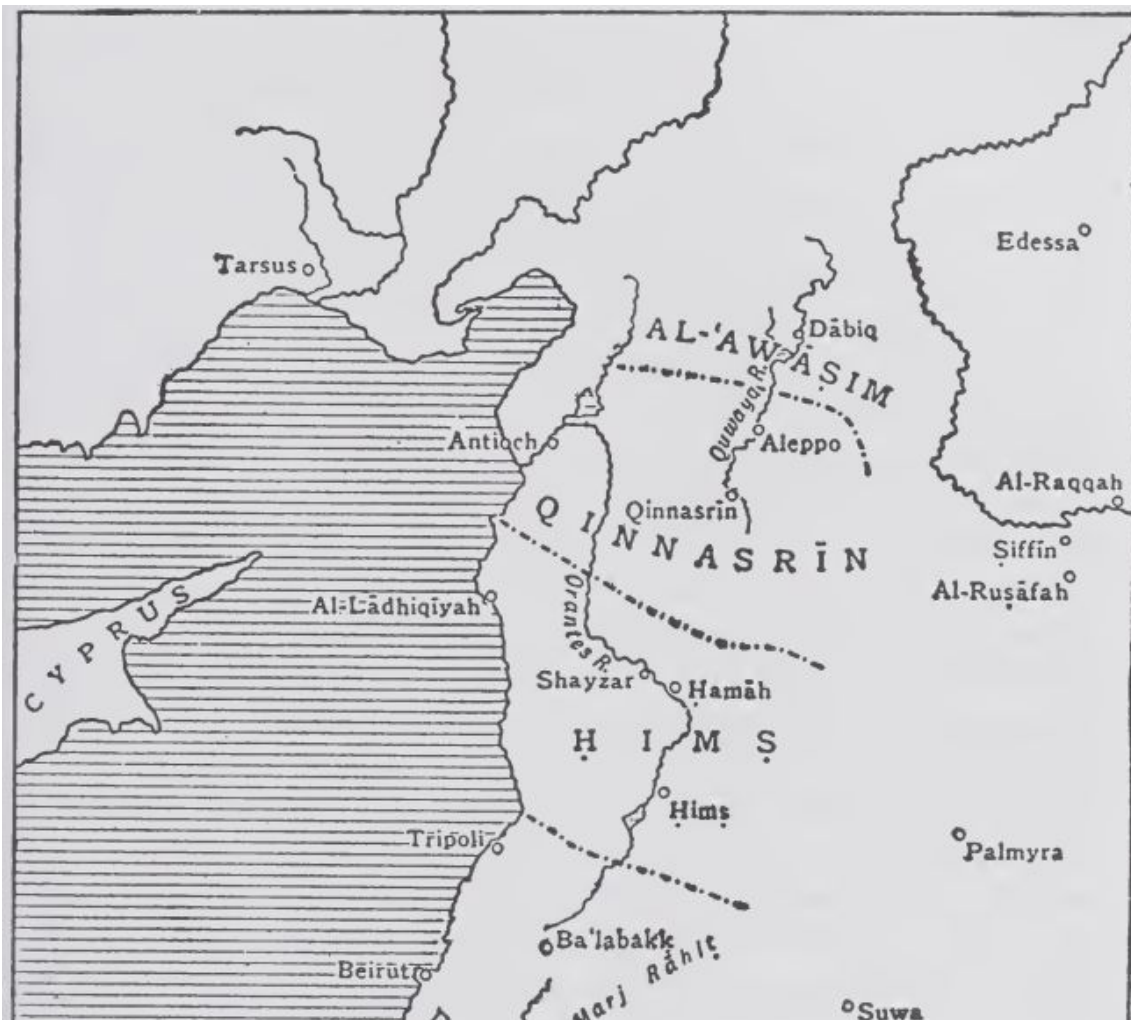 Edessa
Tarsus
Dābiq
AL-'AWĀṢIM
Quwayq R.
Antioch
Aleppo
Al-Raqqah
Qinnasrīn
QINNASRĪN
Ṣiffīn
Al-Ruṣāfah
Al-Lādhiqīyah
CYPRUS
Orantes R.
Shayzar
Ḥamāh
ḤIMṢ
Ḥimṣ
Tripoli
Palmyra
Ba'labakk
Marj Rāhiṭ
Beirūt
Suwa